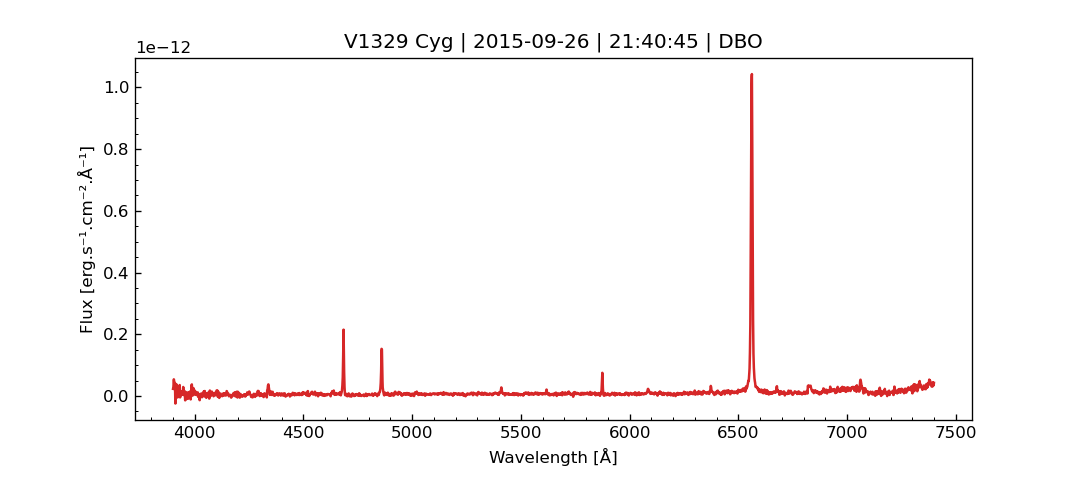 V1329 Cyg | 2015-09-26 | 21:40:45 | DBO
1e−12
1.0
0.8
0.6
0.4
0.2
0.0
Flux [erg.s⁻¹.cm⁻².Å⁻¹]
4000 4500 5000 5500 6000 6500 7000 7500
Wavelength [Å]